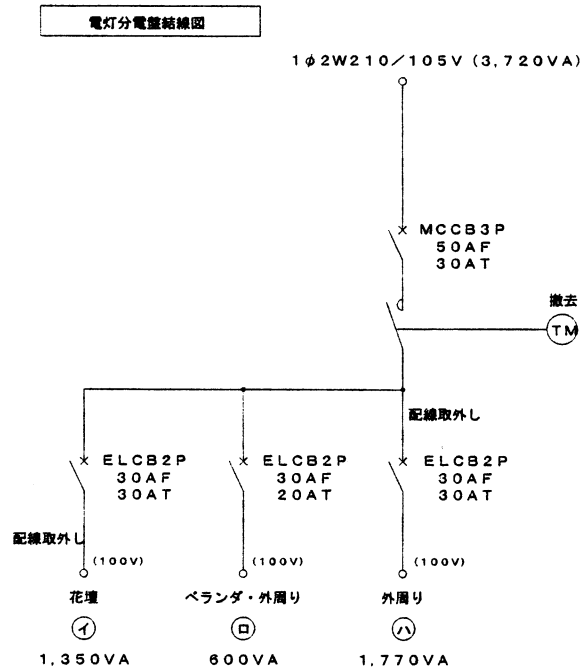 電灯分電盤結線図
1φ2W210／105V（3,720VA）
MCCB3P
50AF
30AT
撤去
TM
配線取外し
ELCB2P
30AF
30AT
ELCB2P
30AF
20AT
ELCB2P
30AF
30AT
配線取外し
(100V)
(100V)
(100V)
花壇
ベランダ・外周り
外周り
イ
ロ
ハ
1,350VA
600VA
1,770VA